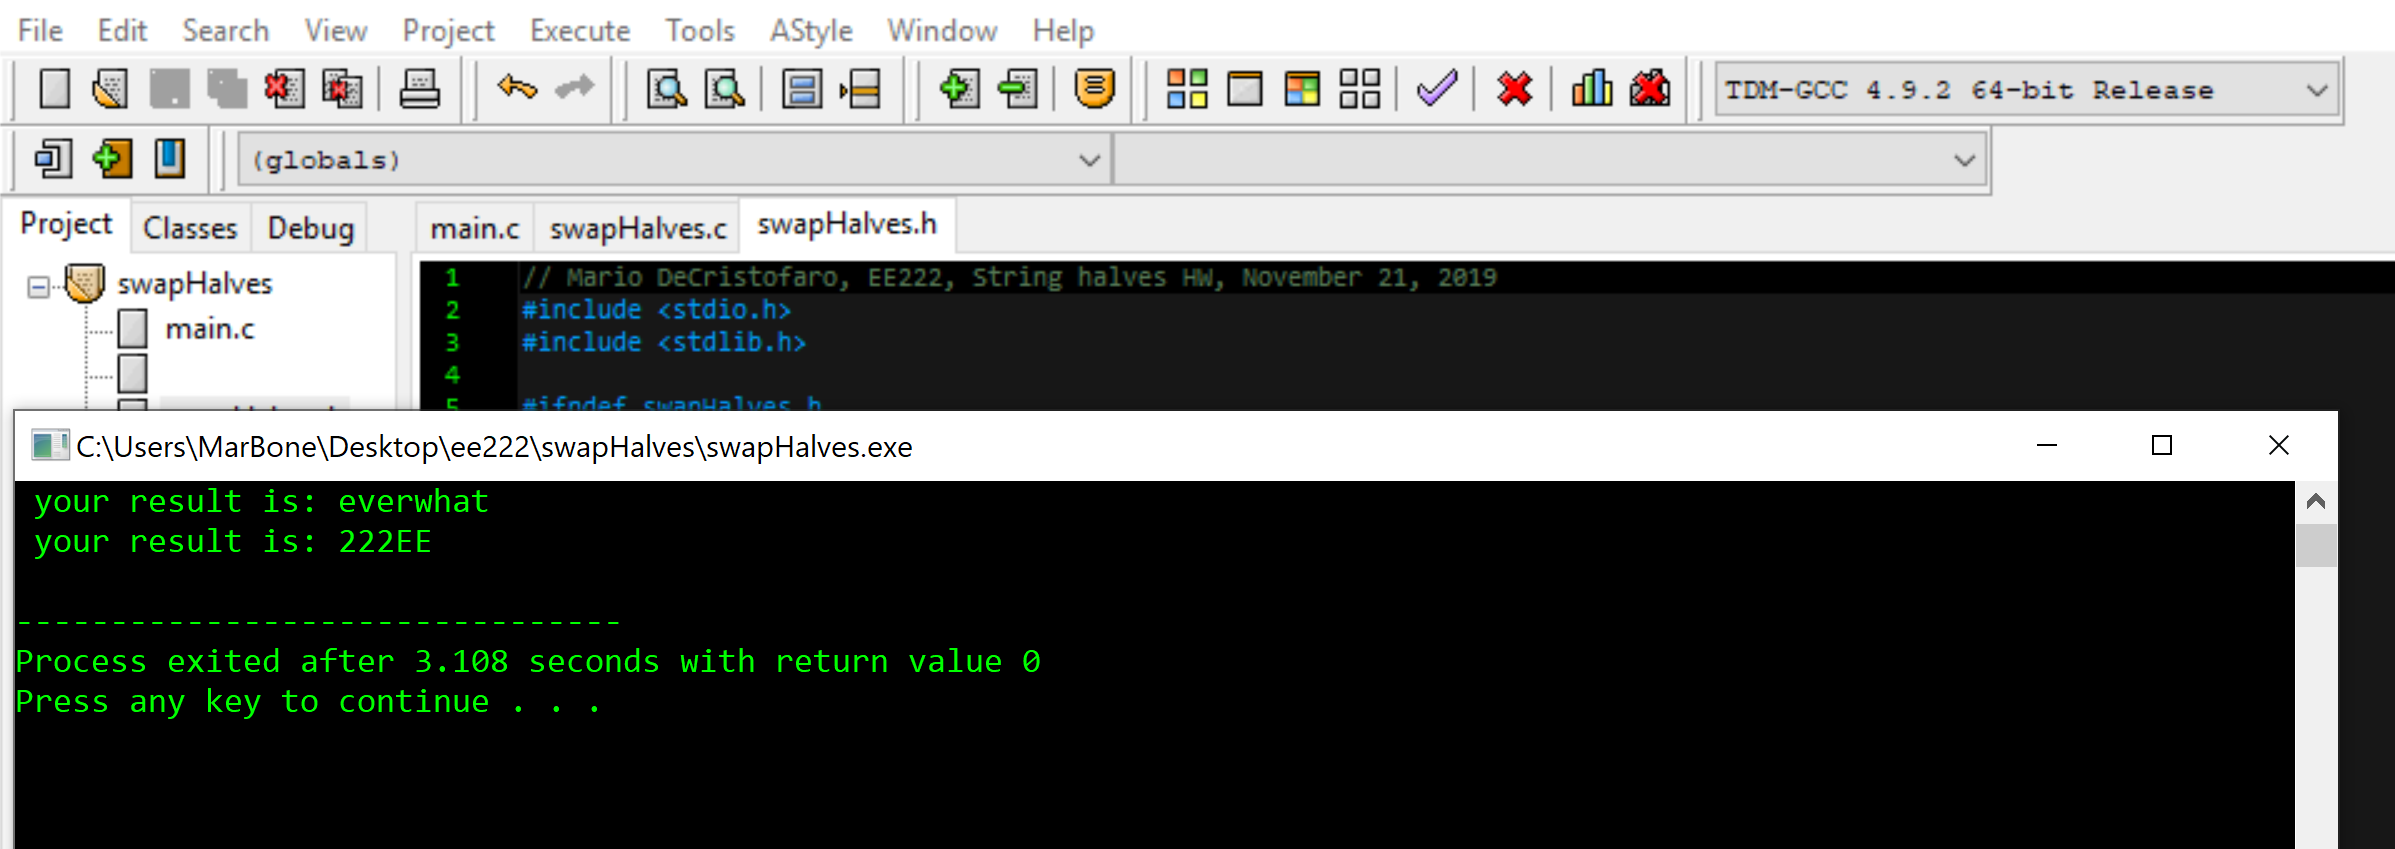 File Edit Search View Project Execute Tools AStyle Window Help
TDM-GCC 4.9.2 64-bit Release
(globals)
Project Classes Debug main.c swapHalves.c swapHalves.h
swapHalves
main.c
1 // Mario DeCristofaro, EE222, String halves HW, November 21, 2019
2 #include <stdio.h>
3 #include <stdlib.h>
4
5 #ifndef swapHalves_h
C:\Users\MarBone\Desktop\ee222\swapHalves\swapHalves.exe
your result is: everwhat
your result is: 222EE
--------------------------------
Process exited after 3.108 seconds with return value 0
Press any key to continue . . .